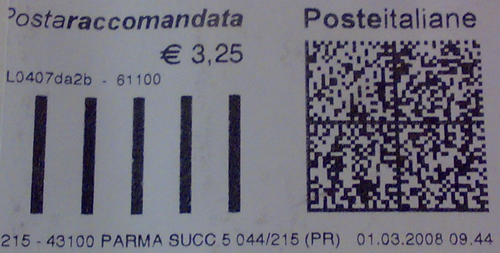 Postaraccomandata
Posteitaliane
€ 3,25
L0407da2b - 61100
215 - 43100 PARMA SUCC 5 044/215 (PR) 01.03.2008 09.44